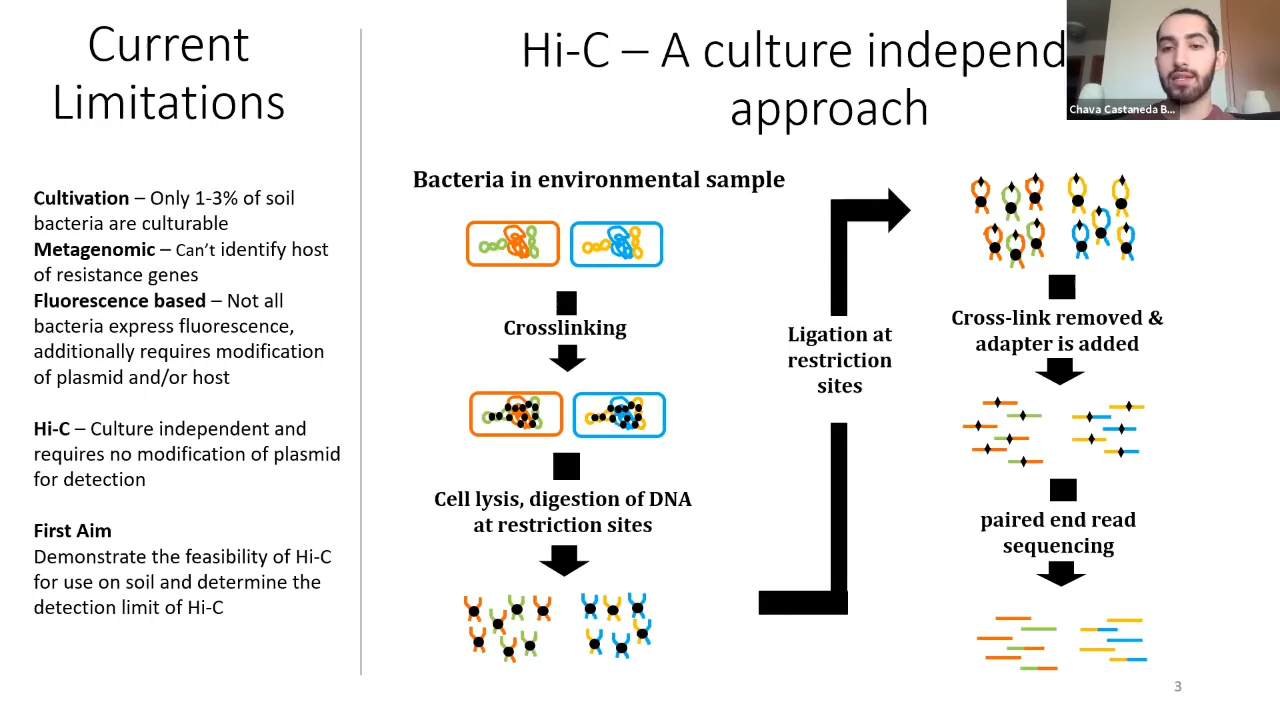 Current
Limitations
Cultivation – Only 1-3% of soil
bacteria are culturable
Metagenomic – Can't identify host
of resistance genes
Fluorescence based – Not all
bacteria express fluorescence,
additionally requires modification
of plasmid and/or host
Hi-C – Culture independent and
requires no modification of plasmid
for detection
First Aim
Demonstrate the feasibility of Hi-C
for use on soil and determine the
detection limit of Hi-C
Hi-C – A culture independ
approach
Bacteria in environmental sample
Crosslinking
Cell lysis, digestion of DNA
at restriction sites
Ligation at
restriction
sites
Cross-link removed &
adapter is added
paired end read
sequencing
Chava Castaneda B...
3